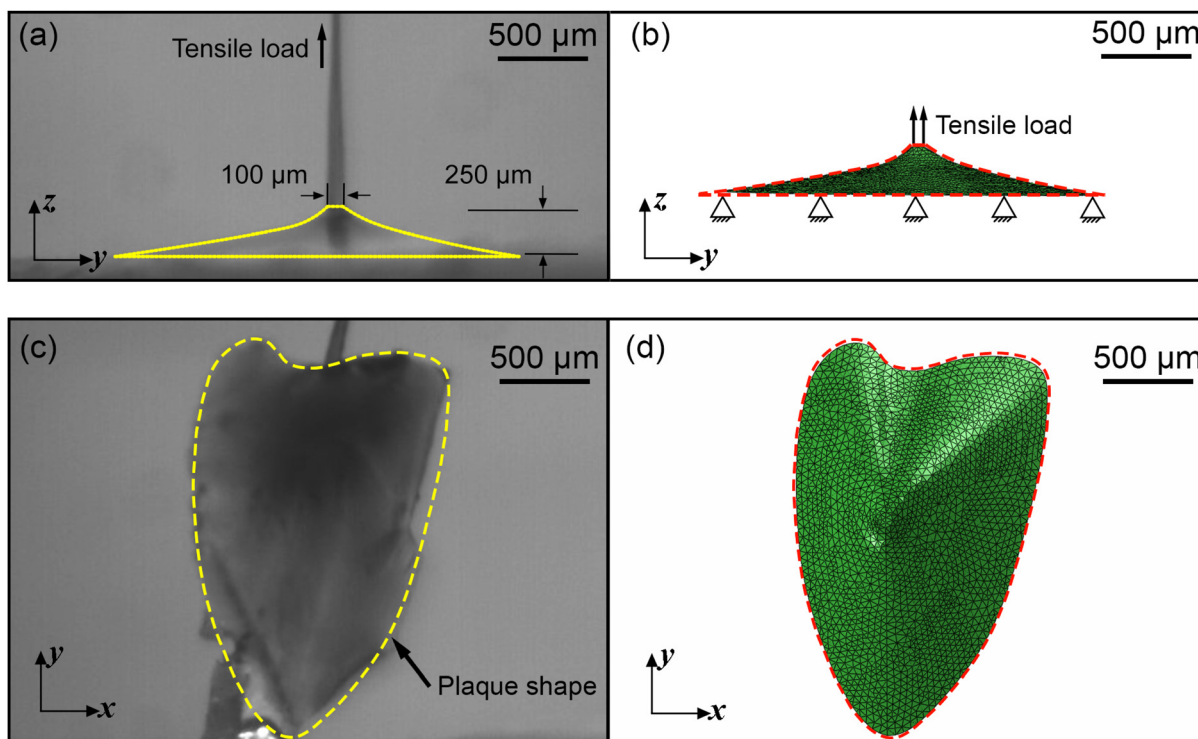 (a)
Tensile load
500 µm
100 µm
250 µm
z
y
(b)
500 µm
Tensile load
z
y
(c)
500 µm
y
x
Plaque shape
(d)
500 µm
y
x